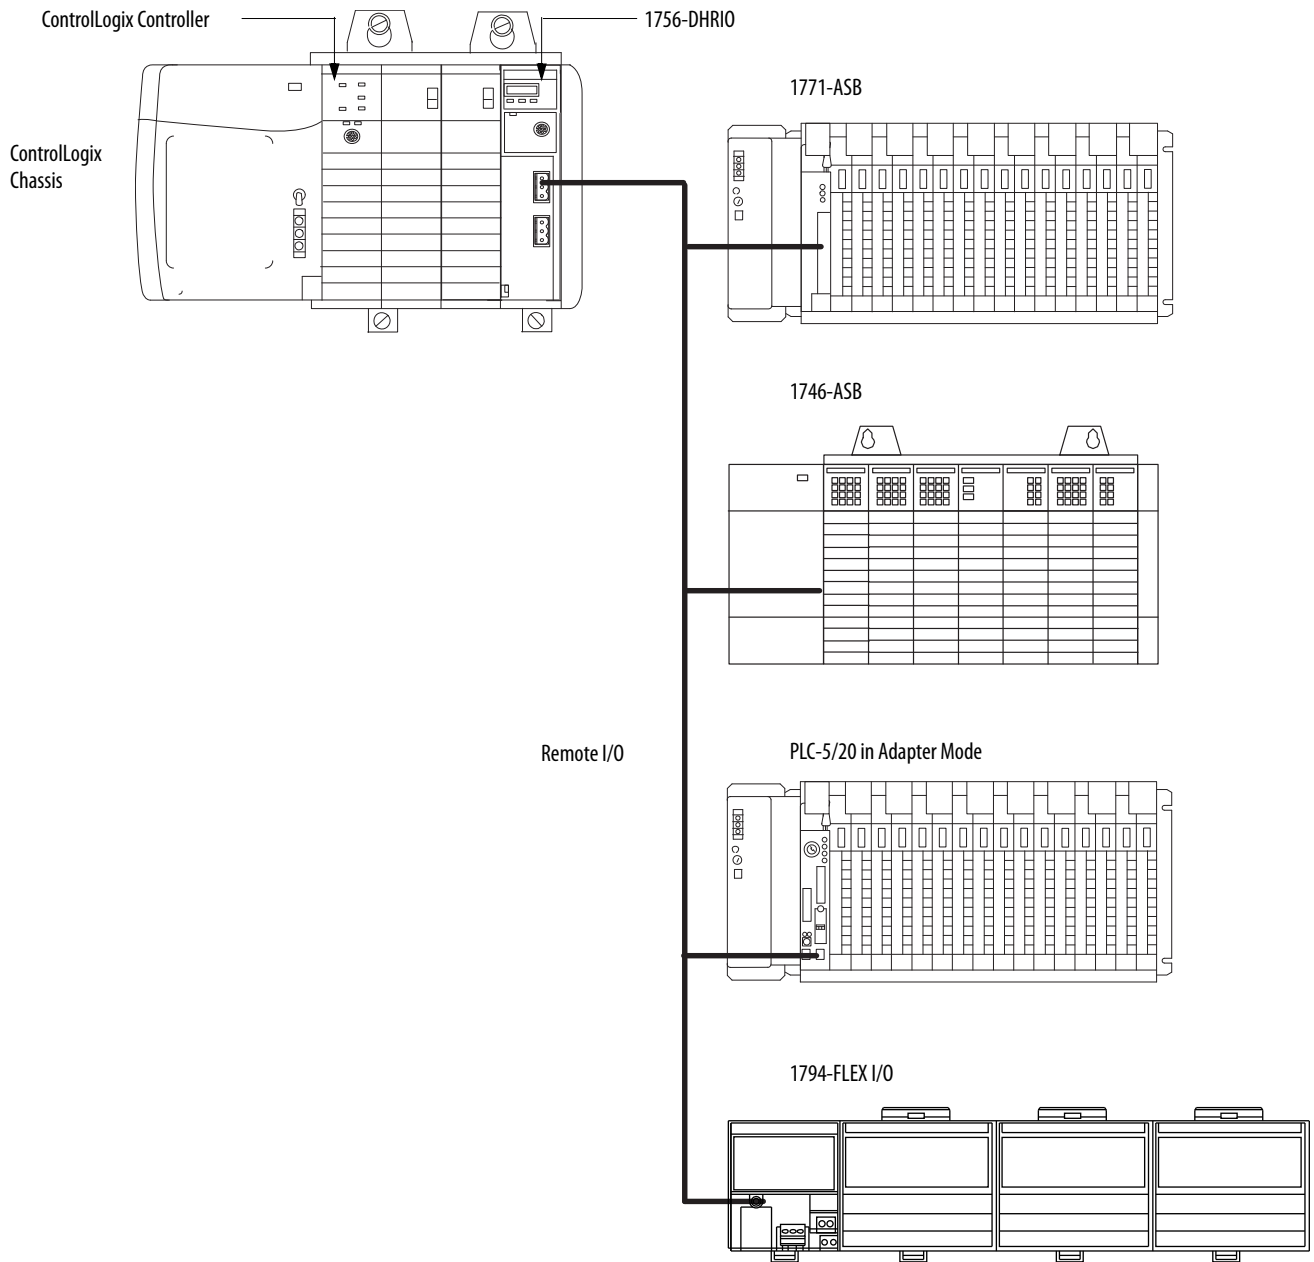 ControlLogix Controller
1756-DHRIO
1771-ASB
ControlLogix
Chassis
1746-ASB
Remote I/O
PLC-5/20 in Adapter Mode
1794-FLEX I/O